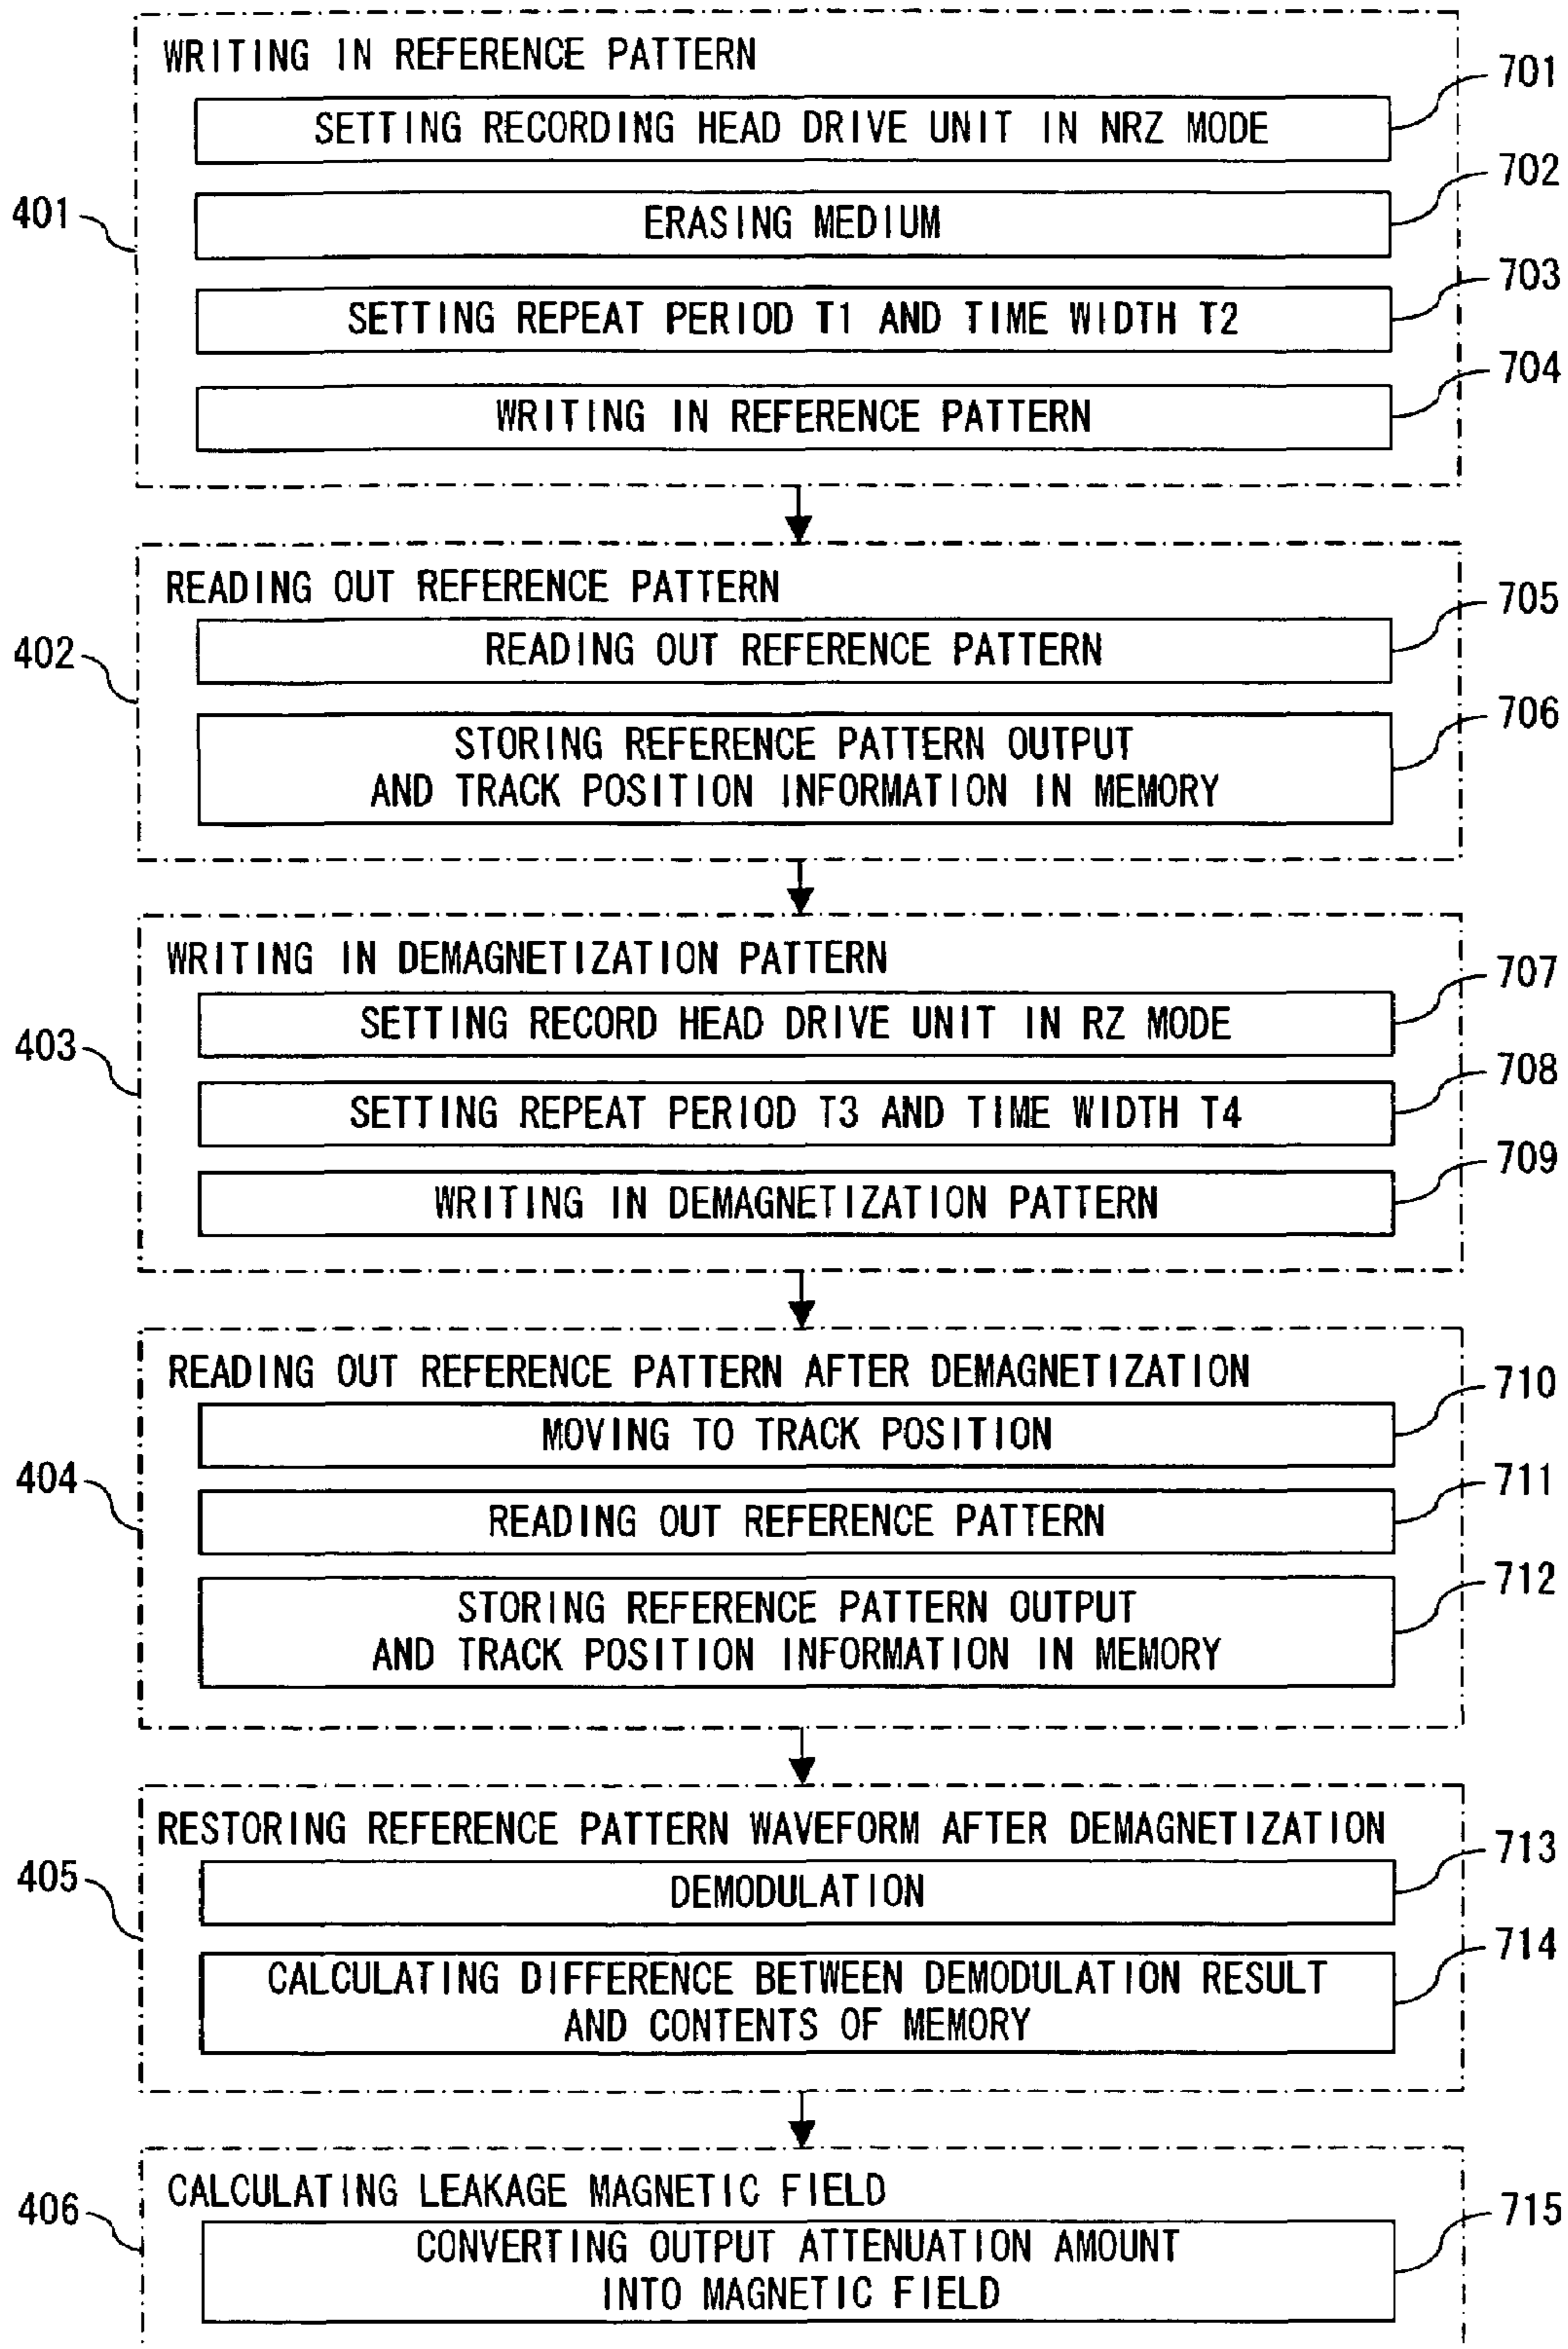 WRITING IN REFERENCE PATTERN
701
SETTING RECORDING HEAD DRIVE UNIT IN NRZ MODE
702
401
ERASING MEDIUM
703
SETTING REPEAT PERIOD T1 AND TIME WIDTH T2
704
WRITING IN REFERENCE PATTERN
READING OUT REFERENCE PATTERN
705
402
READING OUT REFERENCE PATTERN
706
STORING REFERENCE PATTERN OUTPUT
AND TRACK POSITION INFORMATION IN MEMORY
WRITING IN DEMAGNETIZATION PATTERN
707
SETTING RECORD HEAD DRIVE UNIT IN RZ MODE
403
708
SETTING REPEAT PERIOD T3 AND TIME WIDTH T4
709
WRITING IN DEMAGNETIZATION PATTERN
READING OUT REFERENCE PATTERN AFTER DEMAGNETIZATION
710
MOVING TO TRACK POSITION
404
711
READING OUT REFERENCE PATTERN
712
STORING REFERENCE PATTERN OUTPUT
AND TRACK POSITION INFORMATION IN MEMORY
RESTORING REFERENCE PATTERN WAVEFORM AFTER DEMAGNETIZATION
713
405
DEMODULATION
714
CALCULATING DIFFERENCE BETWEEN DEMODULATION RESULT
AND CONTENTS OF MEMORY
CALCULATING LEAKAGE MAGNETIC FIELD
406
715
CONVERTING OUTPUT ATTENUATION AMOUNT
INTO MAGNETIC FIELD